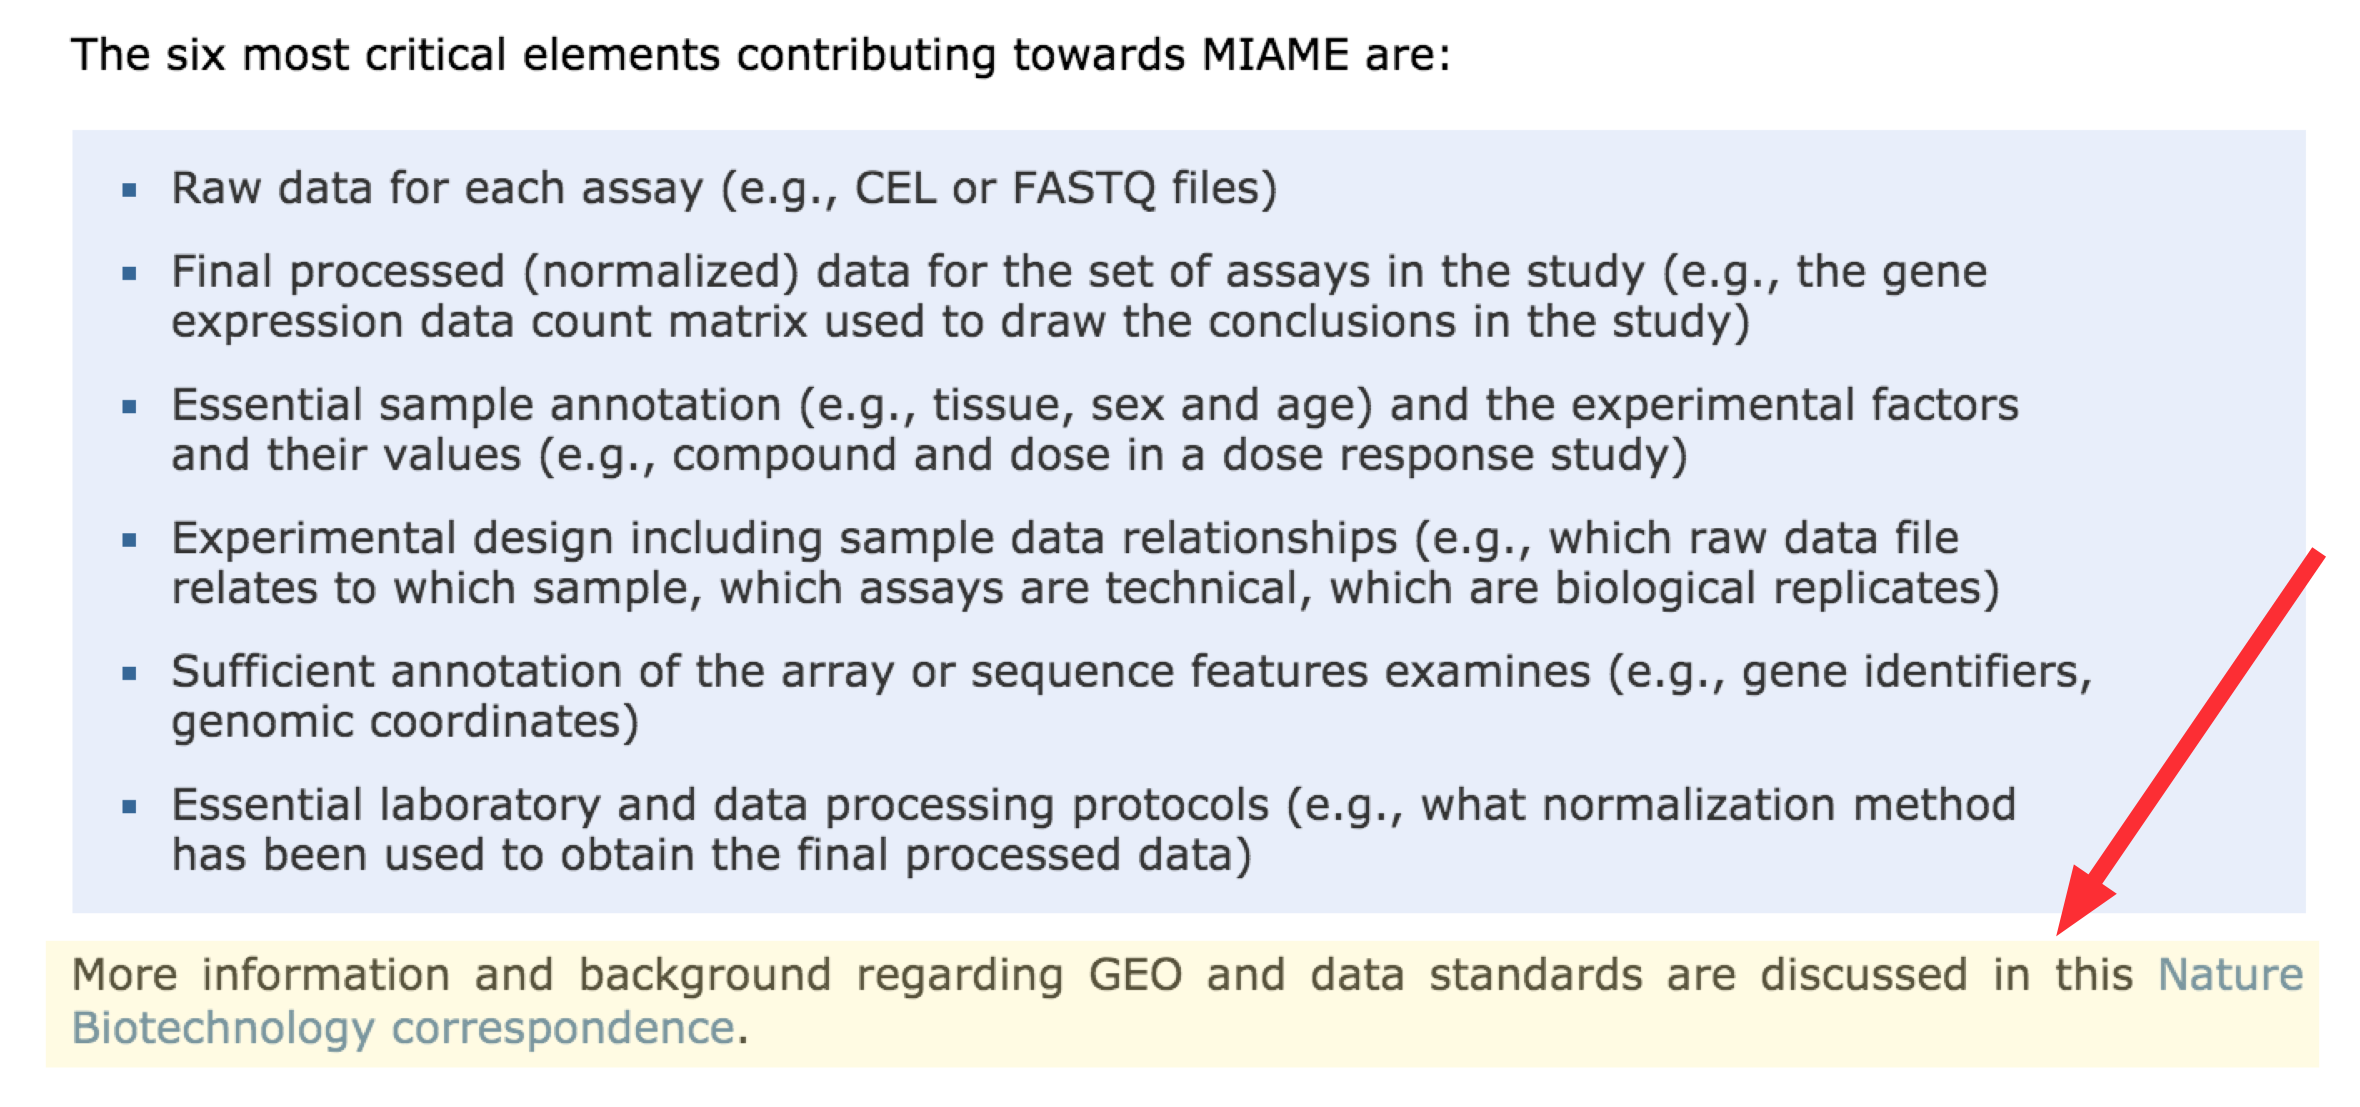 The six most critical elements contributing towards MIAME are:
Raw data for each assay (e.g., CEL or FASTQ files)
Final processed (normalized) data for the set of assays in the study (e.g., the gene
expression data count matrix used to draw the conclusions in the study)
Essential sample annotation (e.g., tissue, sex and age) and the experimental factors
and their values (e.g., compound and dose in a dose response study)
Experimental design including sample data relationships (e.g., which raw data file
relates to which sample, which assays are technical, which are biological replicates)
Sufficient annotation of the array or sequence features examines (e.g., gene identifiers,
genomic coordinates)
Essential laboratory and data processing protocols (e.g., what normalization method
has been used to obtain the final processed data)
More information and background regarding GEO and data standards are discussed in this Nature
Biotechnology correspondence.